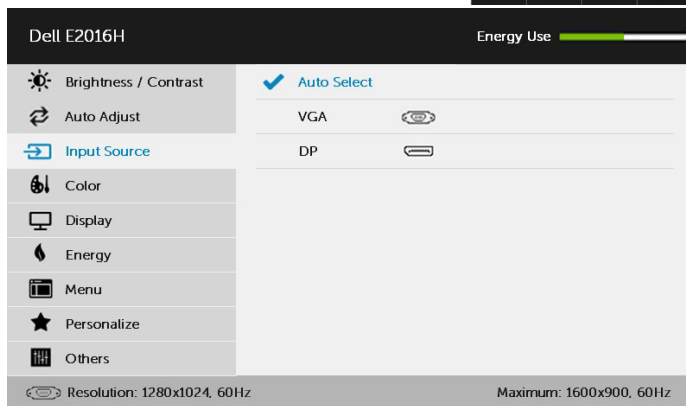 Dell E2016H Energy Use
Brightness / Contrast Auto Select
Auto Adjust VGA
Input Source DP
Color
Display
Energy
Menu
Personalize
Others
Resolution: 1280x1024, 60Hz Maximum: 1600x900, 60Hz